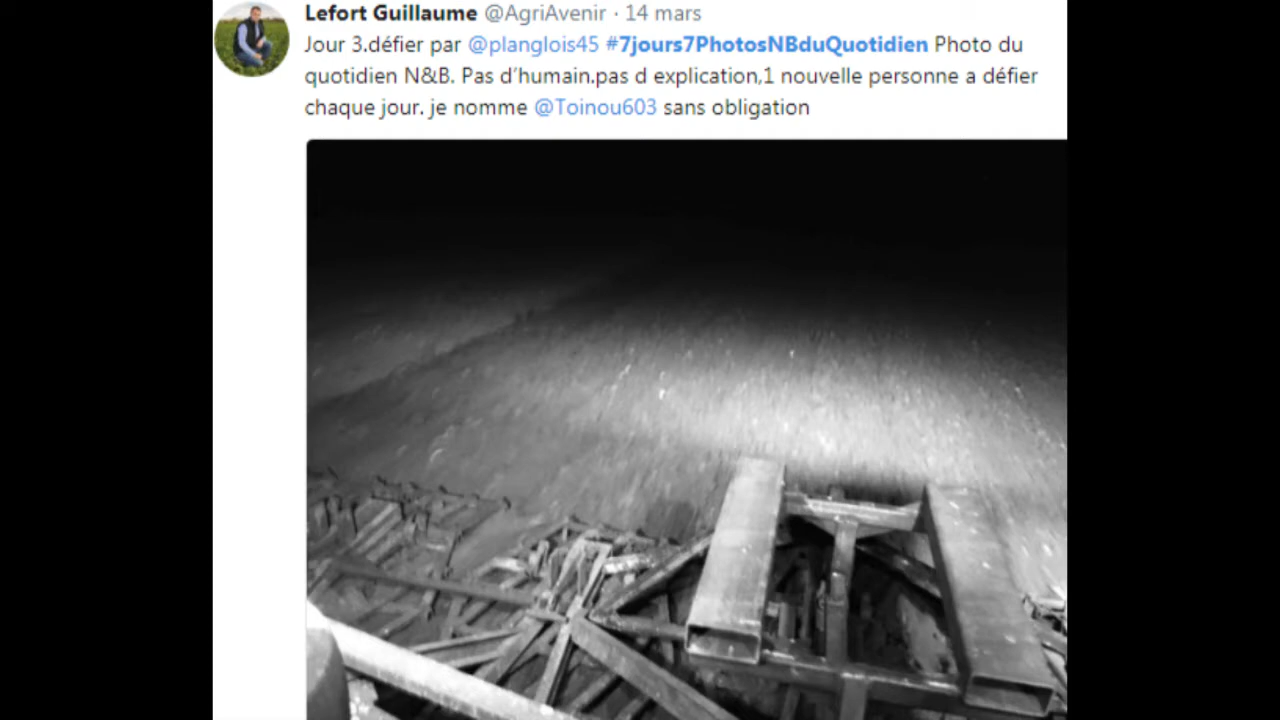 Lefort Guillaume @AgriAvenir · 14 mars
Jour 3.défier par @planglois45 #7jours7PhotosNBduQuotidien Photo du
quotidien N&B. Pas d’humain.pas d explication,1 nouvelle personne a défier
chaque jour. je nomme @Toinou603 sans obligation